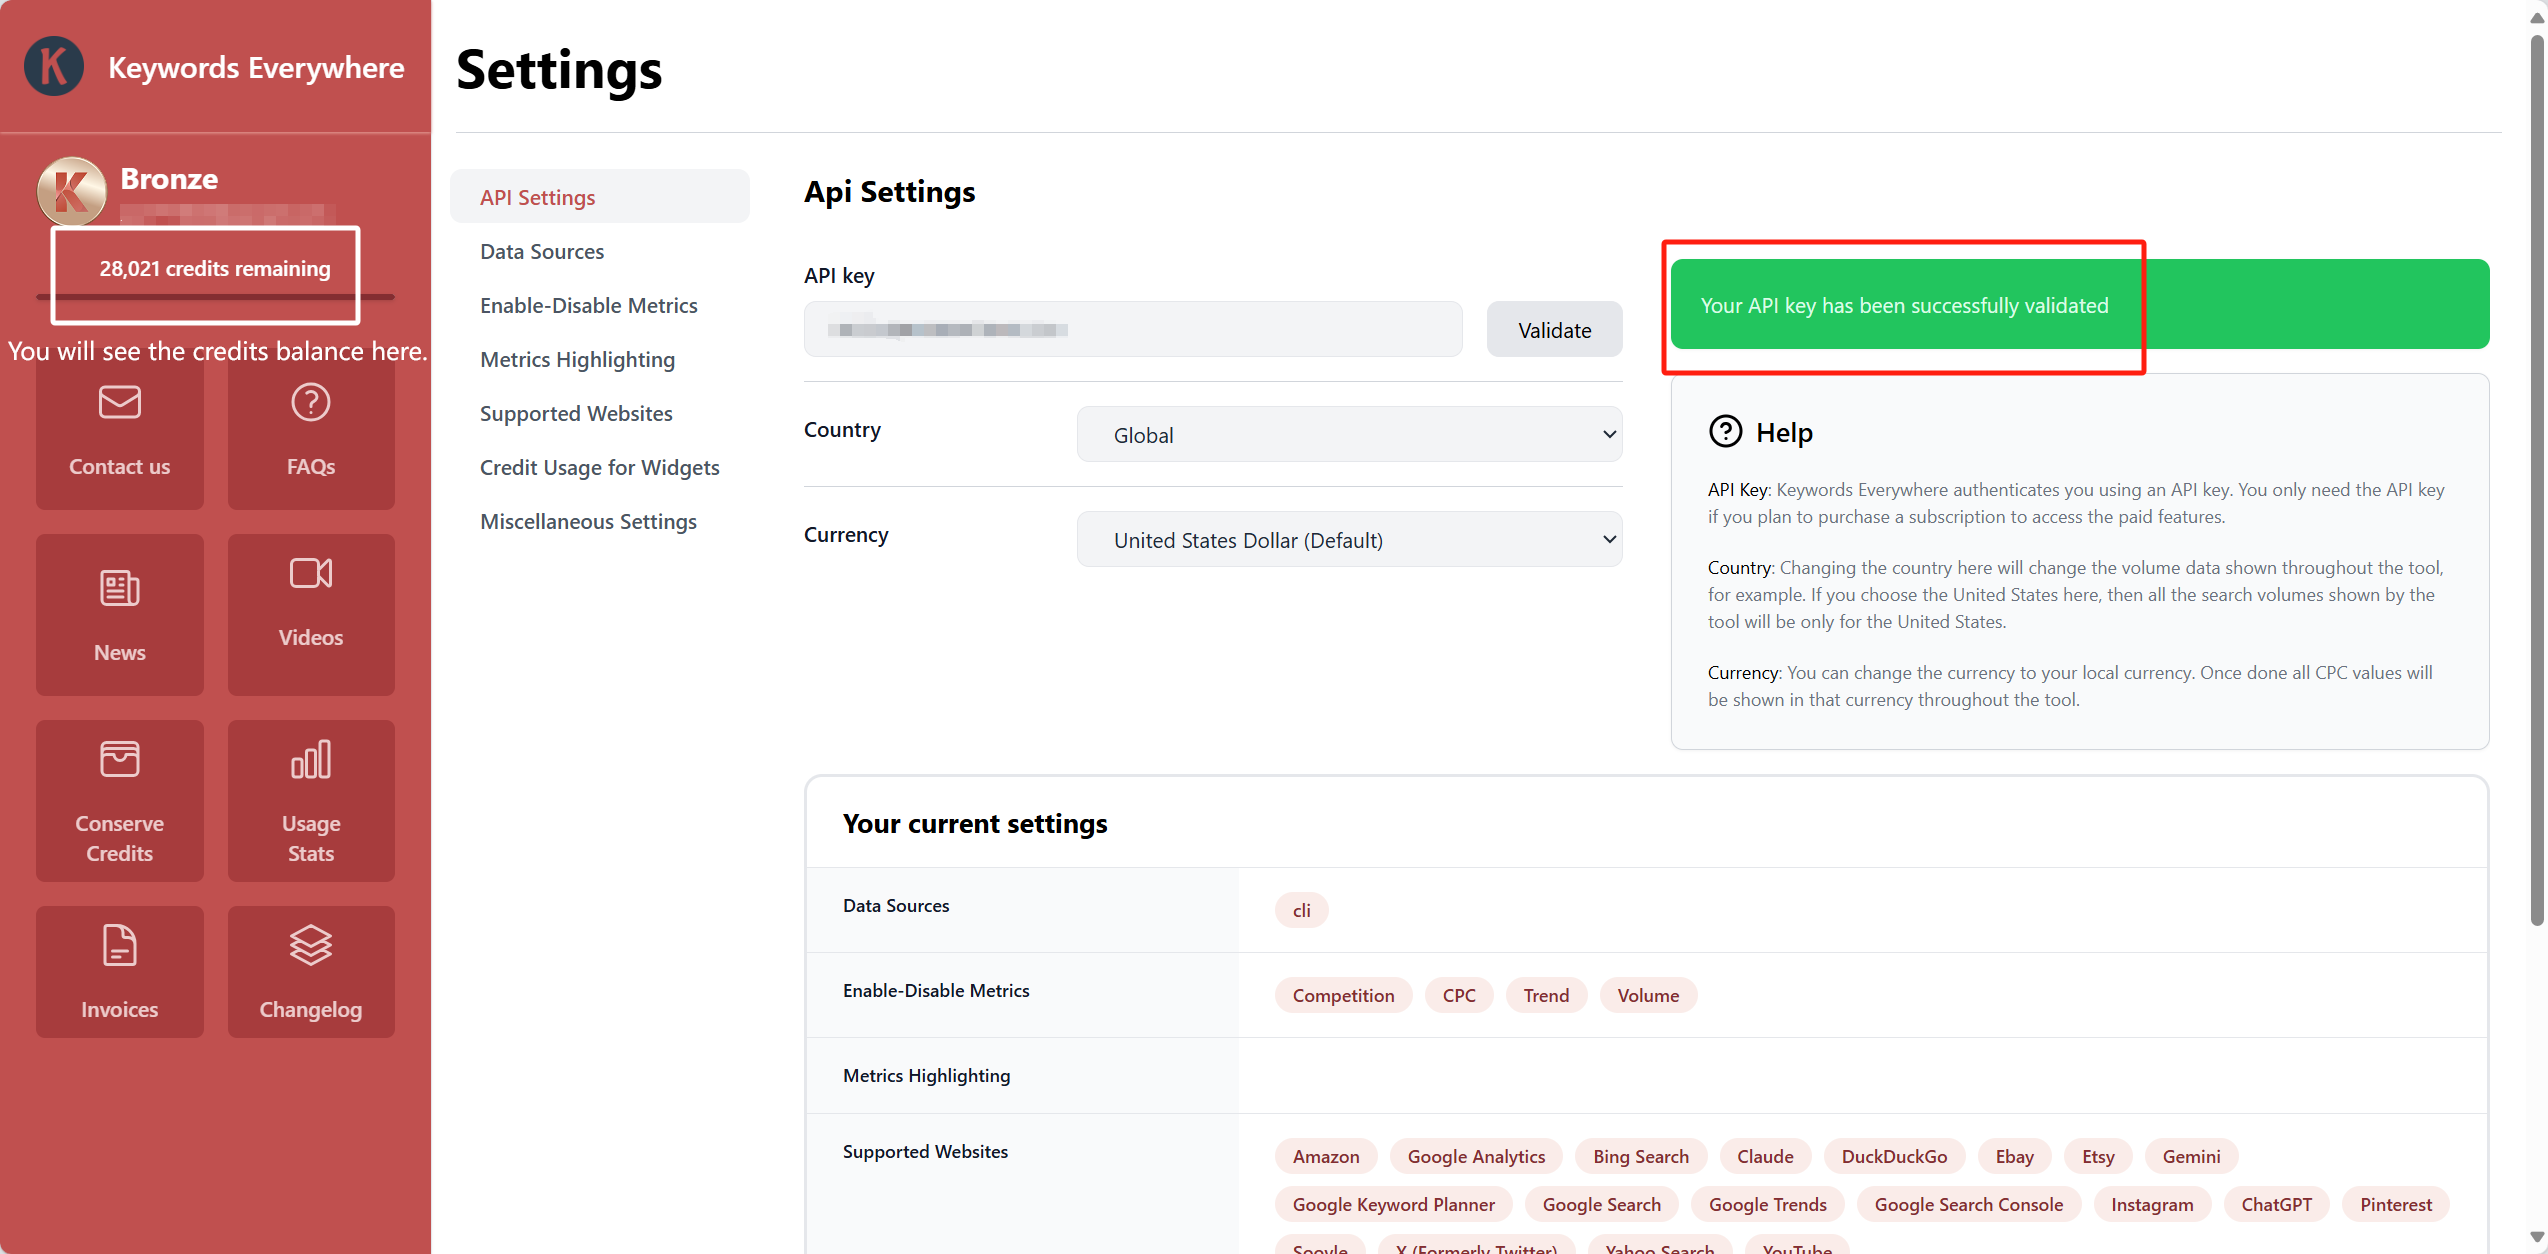 Keywords Everywhere
Settings
Bronze
28,021 credits remaining
You will see the credits balance here.
Contact us
FAQs
News
Videos
Conserve
Credits
Usage
Stats
Invoices
Changelog
API Settings
Data Sources
Enable-Disable Metrics
Metrics Highlighting
Supported Websites
Credit Usage for Widgets
Miscellaneous Settings
Api Settings
API key
Validate
Country
Global
Currency
United States Dollar (Default)
Your API key has been successfully validated
Help
API Key: Keywords Everywhere authenticates you using an API key. You only need the API key
if you plan to purchase a subscription to access the paid features.
Country: Changing the country here will change the volume data shown throughout the tool,
for example. If you choose the United States here, then all the search volumes shown by the
tool will be only for the United States.
Currency: You can change the currency to your local currency. Once done all CPC values will
be shown in that currency throughout the tool.
Your current settings
Data Sources
cli
Enable-Disable Metrics
Competition CPC Trend Volume
Metrics Highlighting
Supported Websites
Amazon Google Analytics Bing Search Claude DuckDuckGo Ebay Etsy Gemini
Google Keyword Planner Google Search Google Trends Google Search Console Instagram ChatGPT Pinterest
Soovle X (Formerly Twitter) Yahoo Search YouTube